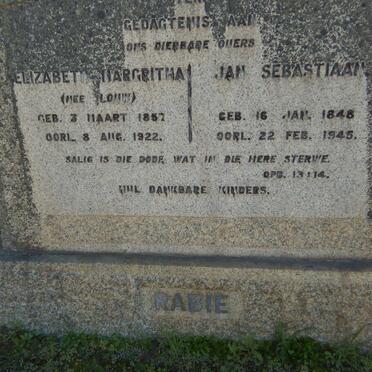 TER
GEDAGTENIS AAN
ONS DIERBARE OUERS
ELIZABETH MARGRITHA JAN SEBASTIAAN
(NEE LOUW) GEB. 16 JAN. 1848
GEB. 3 MAART 1857 OORL. 22 FEB. 1945.
OORL. 8 AUG. 1922.
SALIG IS DIE DODE, WAT IN DIE HERE STERWE.
OPB. 13:14.
HUL DANKBARE KINDERS.
RABIE